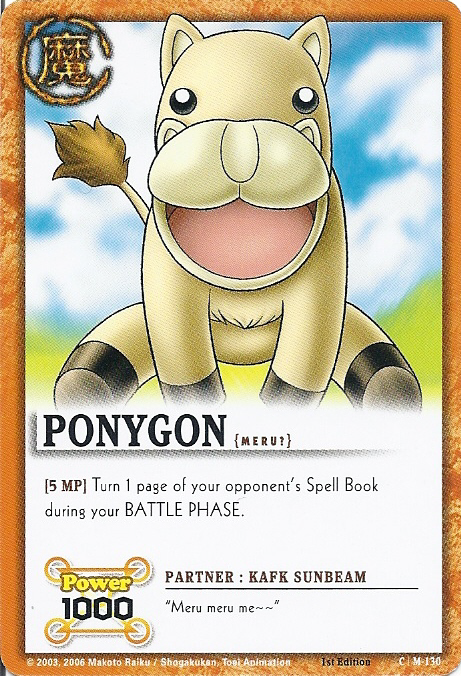 魔
PONYGON {MERU?}
[5 MP] Turn 1 page of your opponent's Spell Book
during your BATTLE PHASE.
Power
1000
PARTNER : KAFK SUNBEAM
"Meru meru me~~"
© 2003, 2006 Makoto Raiku / Shogakukan, Toei Animation
1st Edition
C | M-130